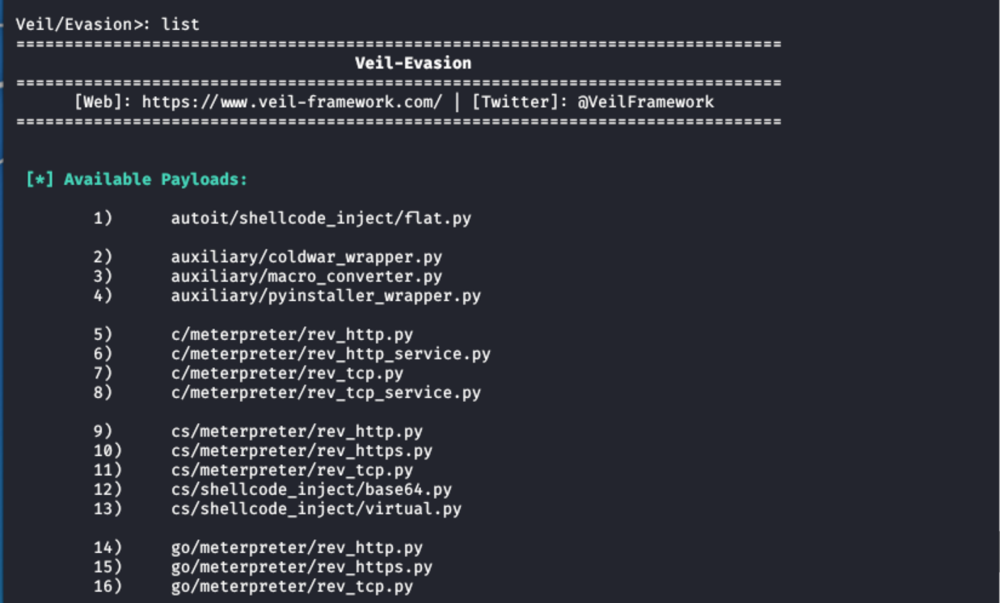 Veil/Evasion>: list
===============================================================================
Veil-Evasion
===============================================================================
[Web]: https://www.veil-framework.com/ | [Twitter]: @VeilFramework
===============================================================================
[*] Available Payloads:
1) autoit/shellcode_inject/flat.py
2) auxiliary/coldwar_wrapper.py
3) auxiliary/macro_converter.py
4) auxiliary/pyinstaller_wrapper.py
5) c/meterpreter/rev_http.py
6) c/meterpreter/rev_http_service.py
7) c/meterpreter/rev_tcp.py
8) c/meterpreter/rev_tcp_service.py
9) cs/meterpreter/rev_http.py
10) cs/meterpreter/rev_https.py
11) cs/meterpreter/rev_tcp.py
12) cs/shellcode_inject/base64.py
13) cs/shellcode_inject/virtual.py
14) go/meterpreter/rev_http.py
15) go/meterpreter/rev_https.py
16) go/meterpreter/rev_tcp.py